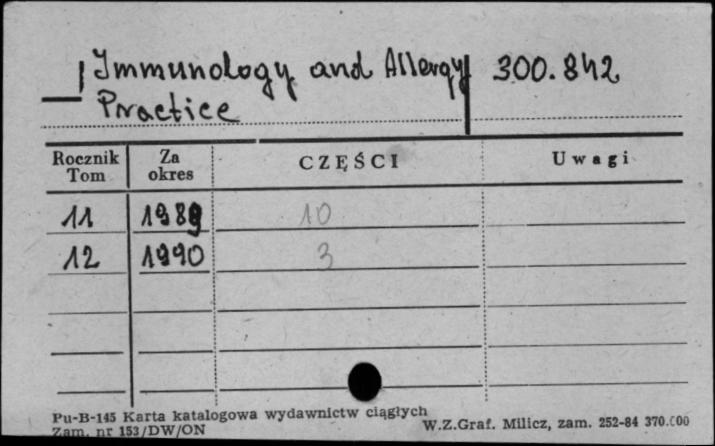 Immunology and Allergy 300.842
Practice
Rocznik Tom Za okres CZĘŚCI Uwagi
11 1989 10
12 1990 3
Pu-B-145 Karta katalogowa wydawnictw ciągłych
Zam. nr 153/DW/ON W.Z.Graf. Milicz, zam. 252-84 370.000